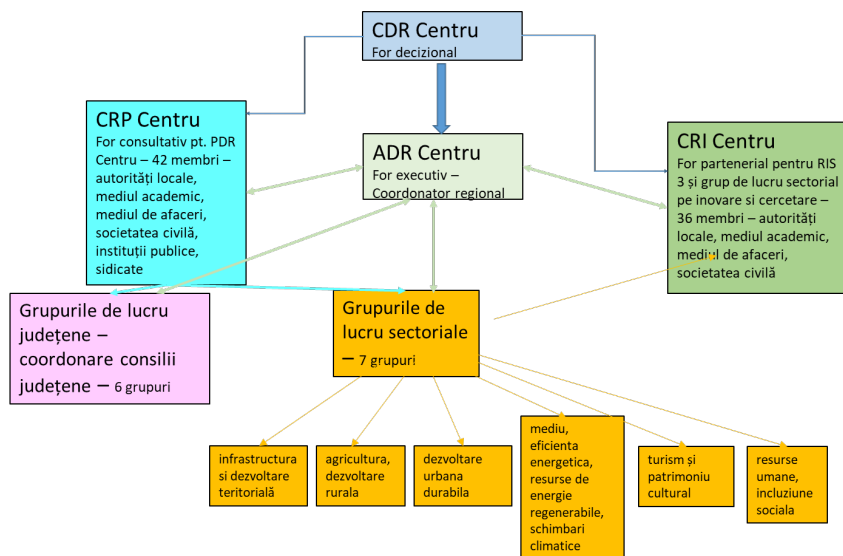 CDR Centru
For decizional
CRP Centru
For consultativ pt. PDR
Centru – 42 membri –
autorități locale,
mediul academic,
mediul de afaceri,
societatea civilă,
instituții publice,
sidicate
ADR Centru
For executiv –
Coordonator regional
CRI Centru
For partenerial pentru RIS
3 și grup de lucru sectorial
pe inovare si cercetare –
36 membri – autorități
locale, mediul academic,
mediul de afaceri,
societatea civilă
Grupurile de lucru
județene –
coordonare consilii
județene – 6 grupuri
Grupurile de
lucru sectoriale
– 7 grupuri
infrastructura
si dezvoltare
teritorială
agricultura,
dezvoltare
rurala
dezvoltare
urbana
durabila
mediu,
eficienta
energetica,
resurse de
energie
regenerabile,
schimbari
climatice
turism și
patrimoniu
cultural
resurse
umane,
incluziune
sociala